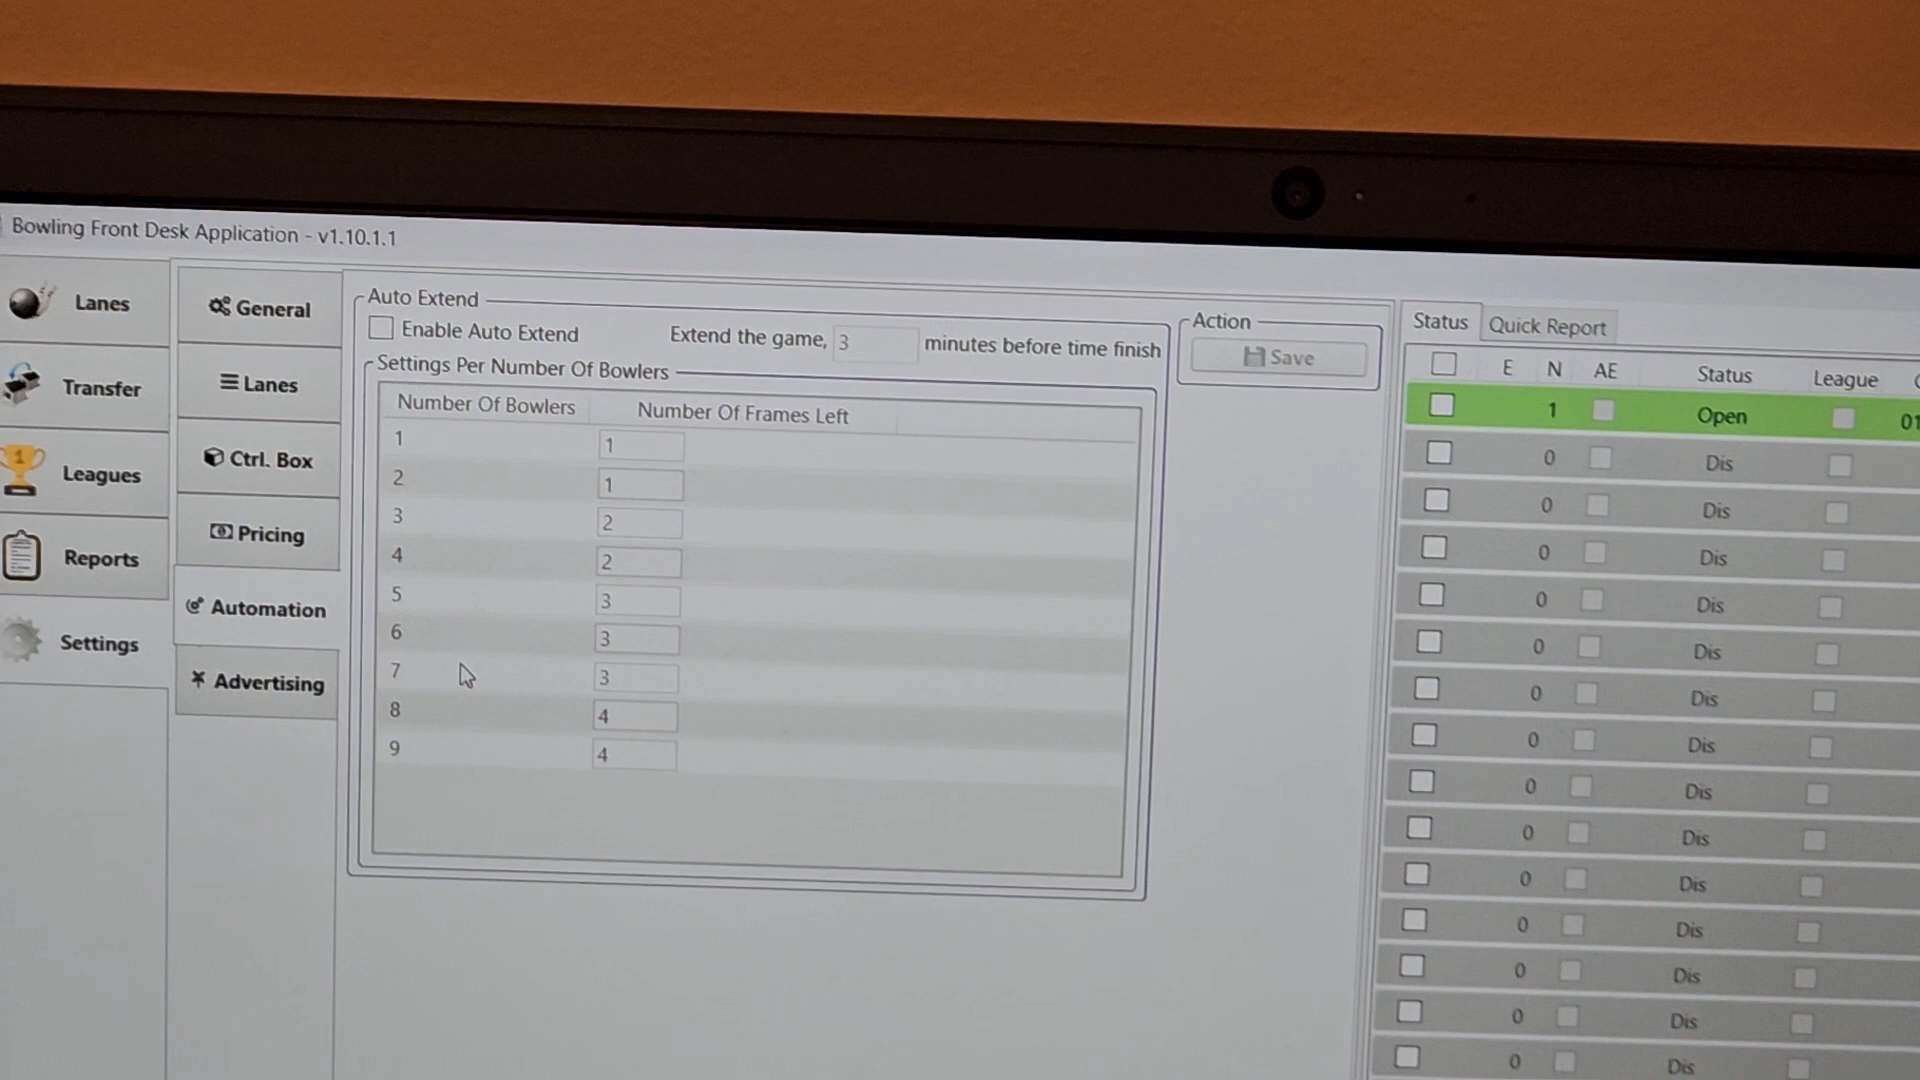 Bowling Front Desk Application - v1.10.1.1
Lanes
Transfer
1
Leagues
Reports
Settings
General
Lanes
Ctrl. Box
Pricing
Automation
Advertising
Auto Extend
Enable Auto Extend
Extend the game, 3 minutes before time finish
Settings Per Number Of Bowlers
Number Of Bowlers Number Of Frames Left
1 1
2 1
3 2
4 2
5 3
6 3
7 3
8 4
9 4
Action
Save
Status Quick Report
E N AE Status League
1 Open 01
0 Dis
0 Dis
0 Dis
0 Dis
0 Dis
0 Dis
0 Dis
0 Dis
0 Dis
0 Dis
0 Dis
0 Dis
0 Dis
0 Dis